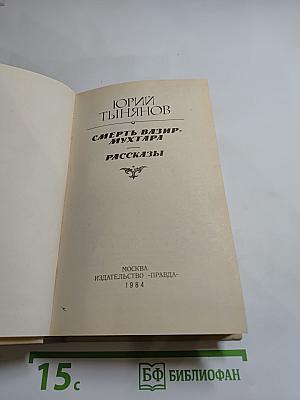 ЮРИЙ
ТЫНЯНОВ
СМЕРТЬ ВАЗИР-
МУХТАРА
РАССКАЗЫ
МОСКВА
ИЗДАТЕЛЬСТВО «ПРАВДА»
1984
15с
БФ БИБЛИОФАН